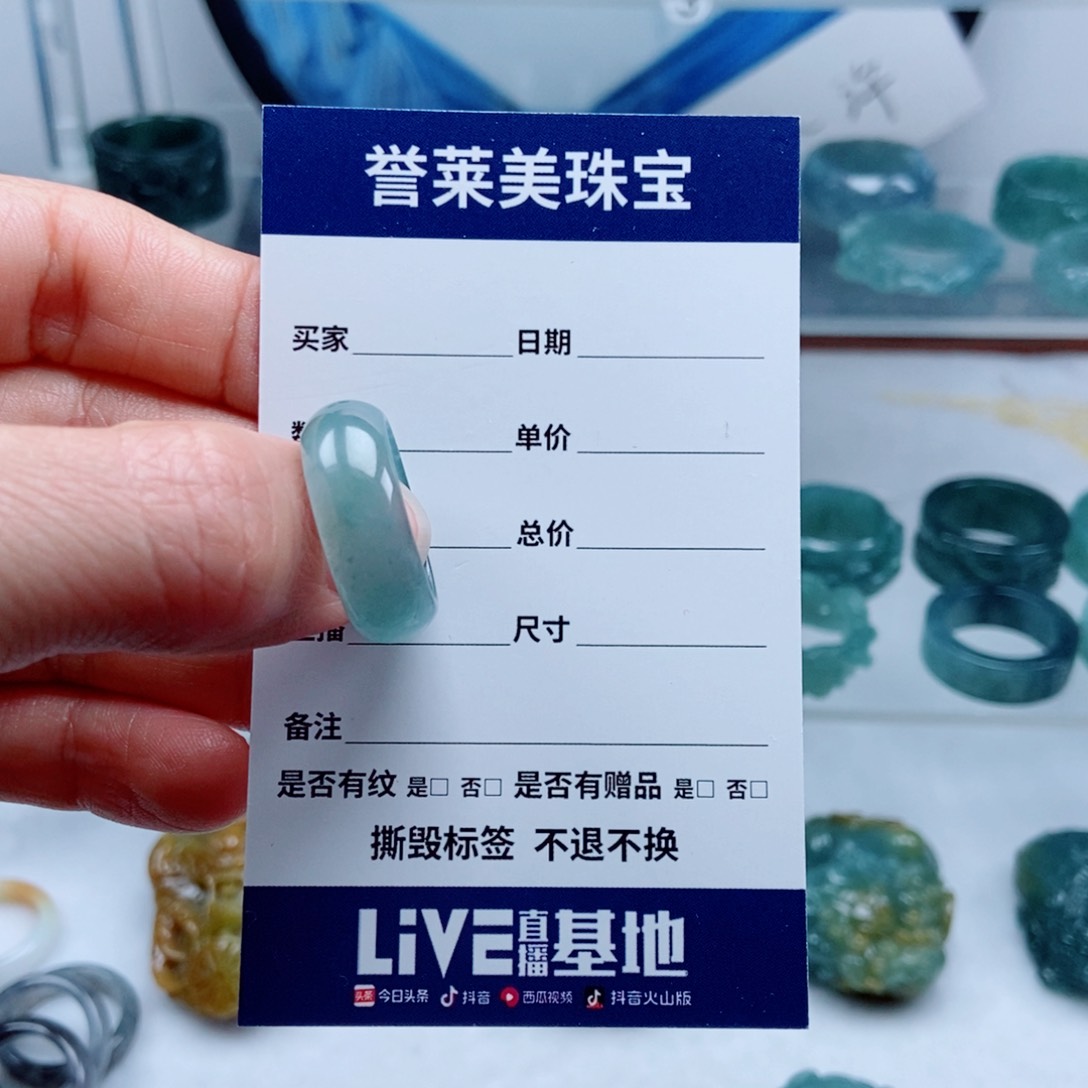 誉莱美珠宝
买家 日期
单价
总价
播 尺寸
备注
是否有纹 是□ 否□ 是否有赠品 是□ 否□
撕毁标签 不退不换
LiVE直播基地
头条 今日头条 抖音 西瓜视频 抖音火山版